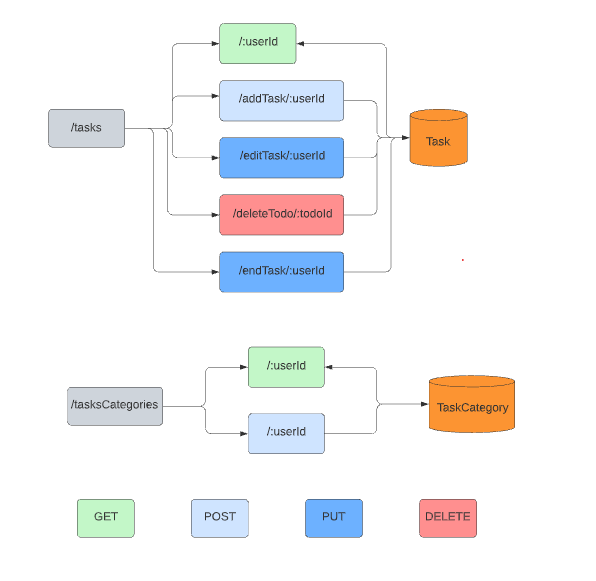 /:userId
/addTask/:userId
/tasks
Task
/editTask/:userId
/deleteTodo/:todoId
/endTask/:userId
/:userId
/tasksCategories
TaskCategory
/:userId
GET
POST
PUT
DELETE